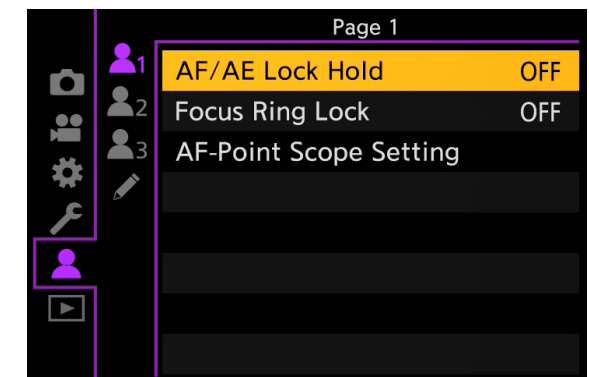 Page 1
1
AF/AE Lock Hold OFF
2
Focus Ring Lock OFF
3
AF-Point Scope Setting